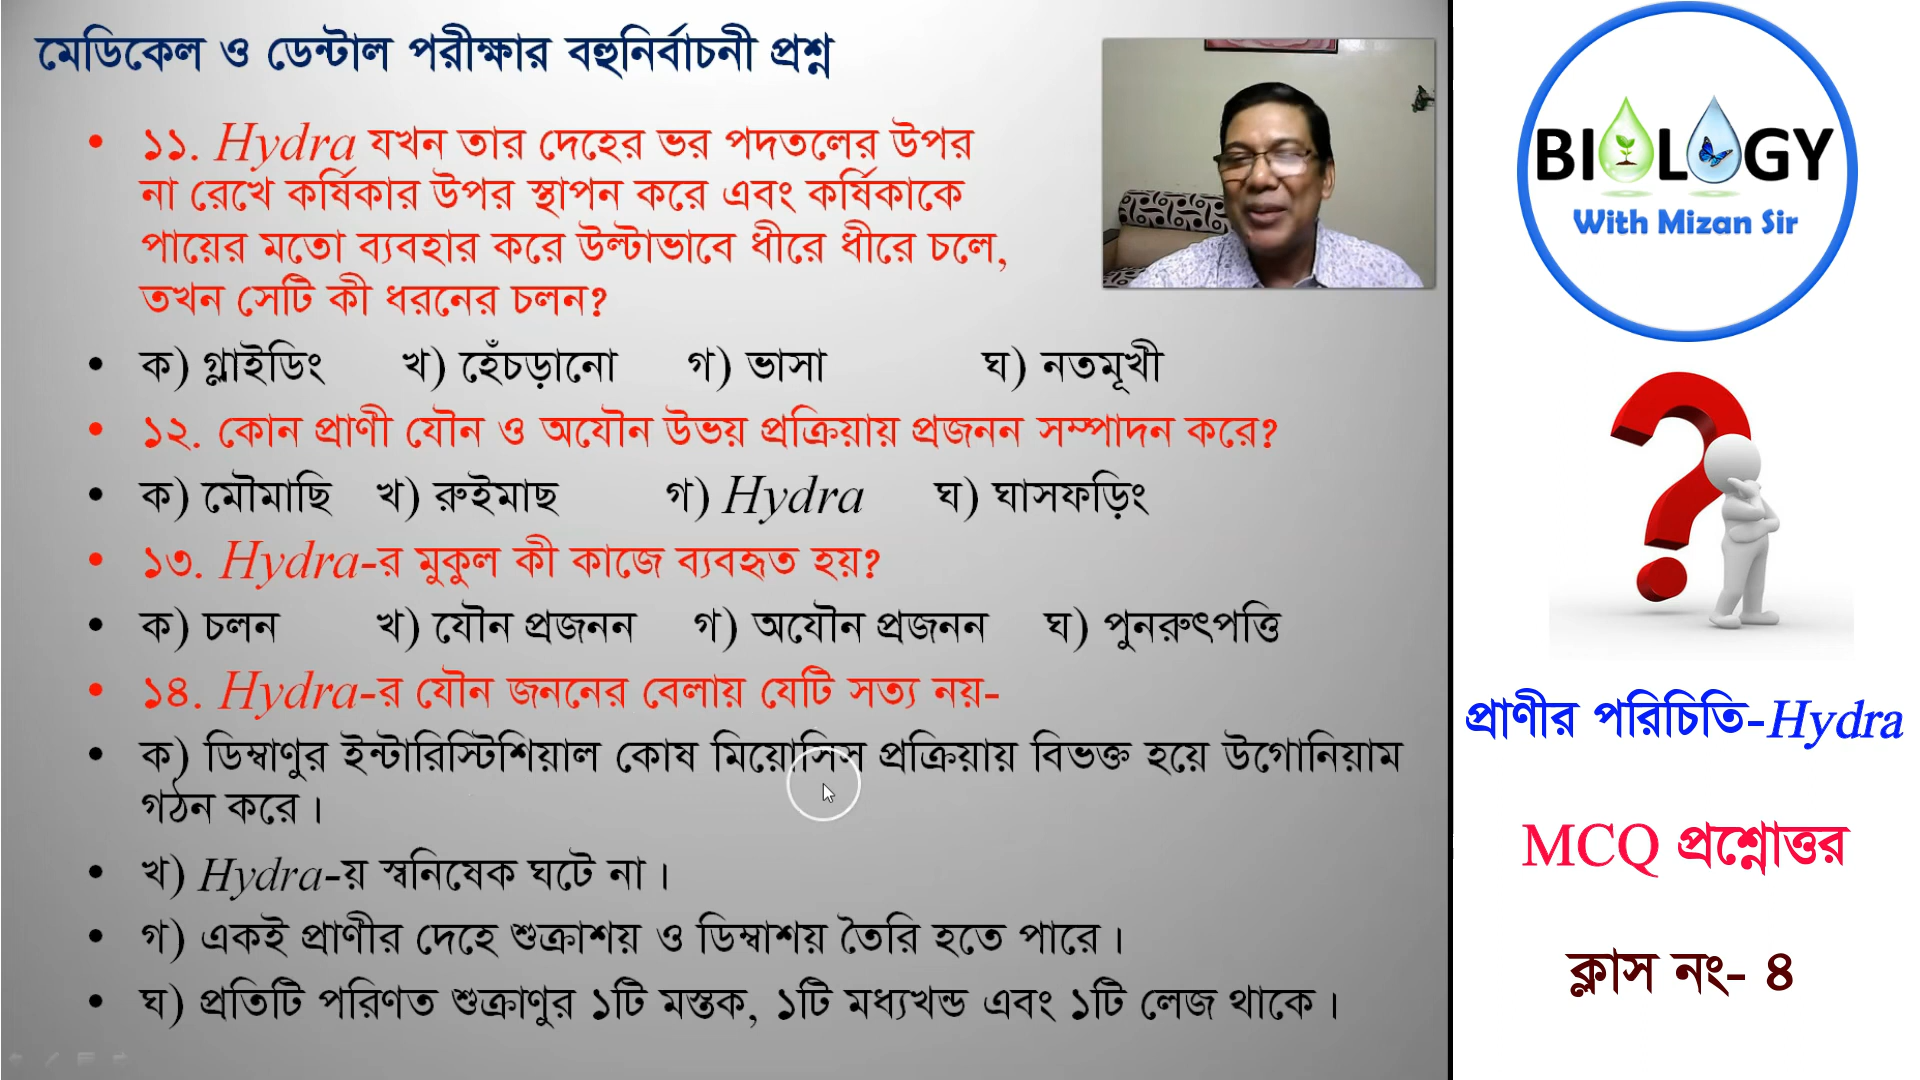 মেডিকেল ও ডেন্টাল পরীক্ষার বহুনির্বাচনী প্রশ্ন
• ১১. Hydra যখন তার দেহের ভর পদতলের উপর
না রেখে কর্ষিকার উপর স্থাপন করে এবং কর্ষিকাকে
পায়ের মতো ব্যবহার করে উল্টাভাবে ধীরে ধীরে চলে,
তখন সেটি কী ধরনের চলন?
• ক) গ্লাইডিং খ) হেঁচড়ানো গ) ভাসা ঘ) নতমূখী
• ১২. কোন প্রাণী যৌন ও অযৌন উভয় প্রক্রিয়ায় প্রজনন সম্পাদন করে?
• ক) মৌমাছি খ) রুইমাছ গ) Hydra ঘ) ঘাসফড়িং
• ১৩. Hydra-র মুকুল কী কাজে ব্যবহৃত হয়?
• ক) চলন খ) যৌন প্রজনন গ) অযৌন প্রজনন ঘ) পুনরুৎপত্তি
• ১৪. Hydra-র যৌন জননের বেলায় যেটি সত্য নয়-
• ক) ডিম্বাণুর ইন্টারিস্টিশিয়াল কোষ মিয়োসিস প্রক্রিয়ায় বিভক্ত হয়ে উগোনিয়াম
গঠন করে।
• খ) Hydra-য় স্বনিষেক ঘটে না।
• গ) একই প্রাণীর দেহে শুক্রাশয় ও ডিম্বাশয় তৈরি হতে পারে।
• ঘ) প্রতিটি পরিণত শুক্রাণুর ১টি মস্তক, ১টি মধ্যখন্ড এবং ১টি লেজ থাকে।
BIOLOGY
With Mizan Sir
প্রাণীর পরিচিতি-Hydra
MCQ প্রশ্নোত্তর
ক্লাস নং- ৪